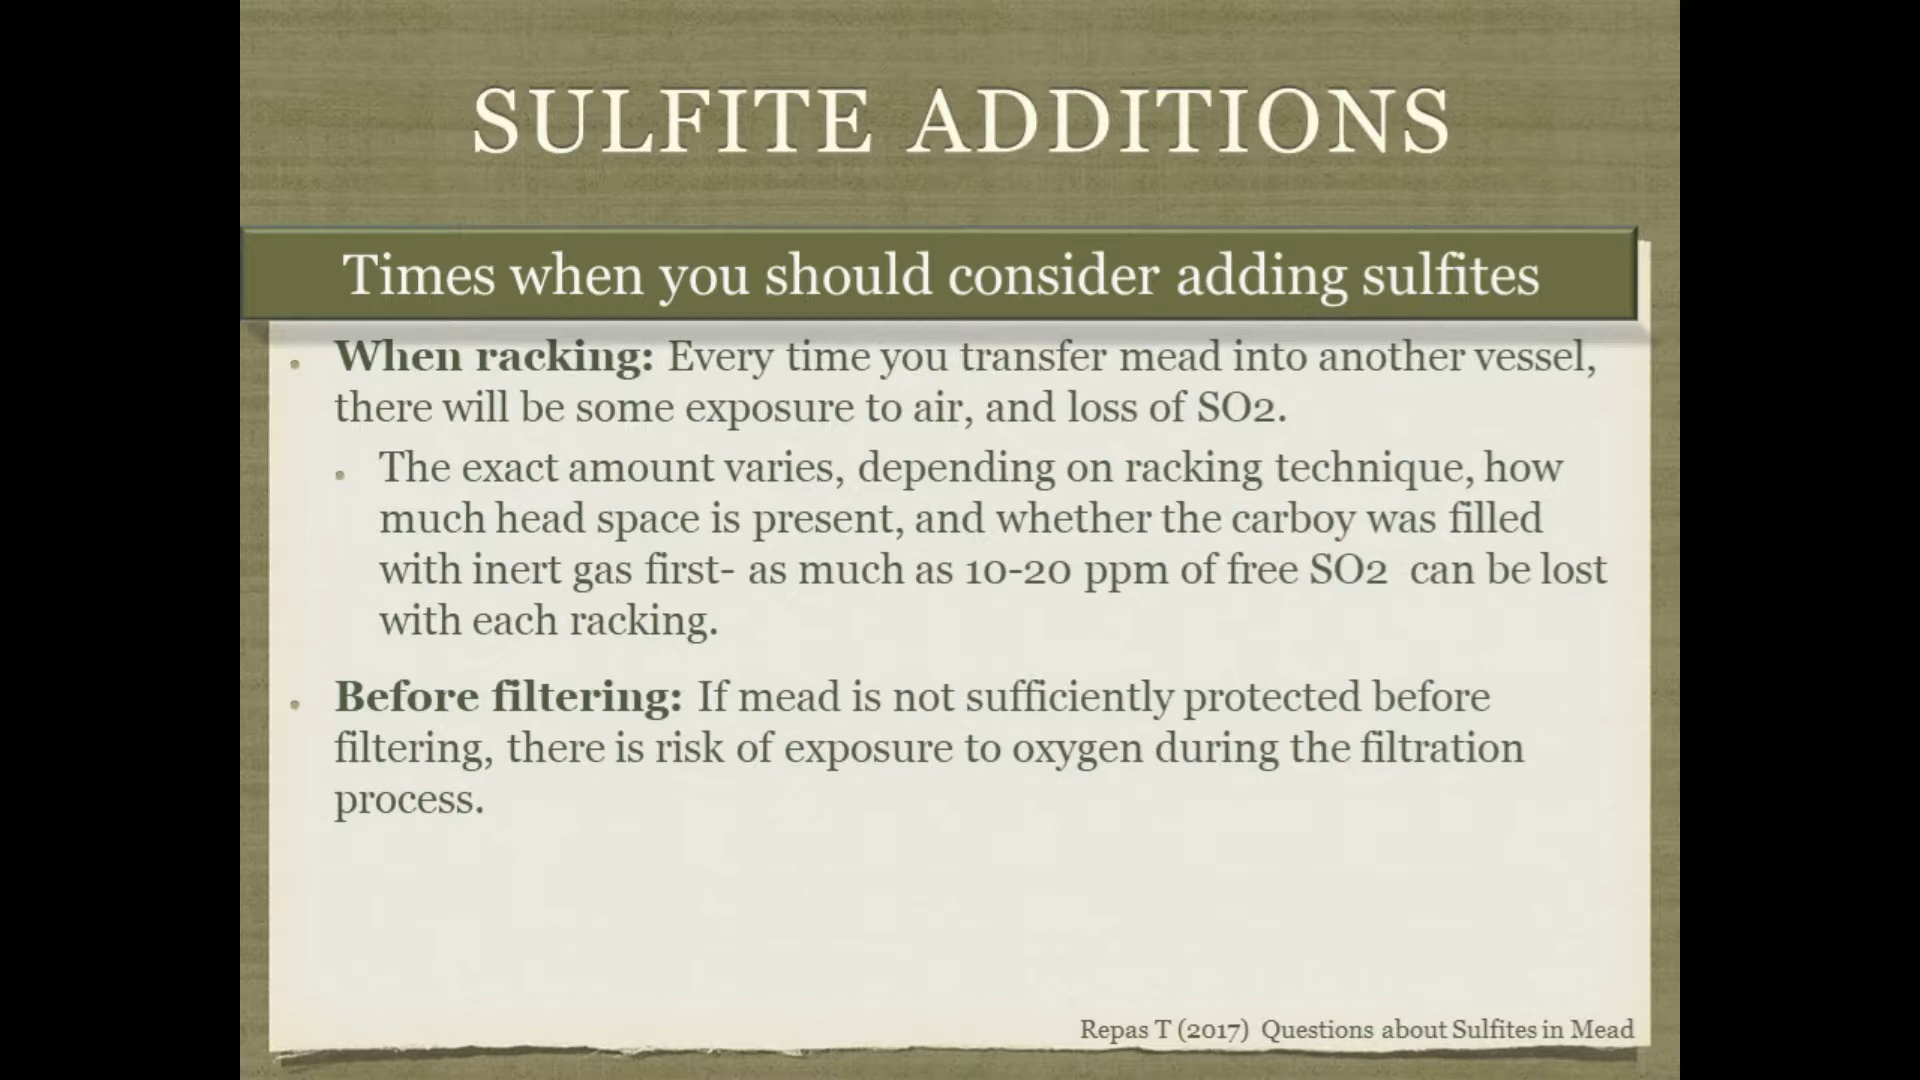 SULFITE ADDITIONS
Times when you should consider adding sulfites
When racking: Every time you transfer mead into another vessel,
there will be some exposure to air, and loss of SO2.
The exact amount varies, depending on racking technique, how
much head space is present, and whether the carboy was filled
with inert gas first- as much as 10-20 ppm of free SO2 can be lost
with each racking.
Before filtering: If mead is not sufficiently protected before
filtering, there is risk of exposure to oxygen during the filtration
process.
Repas T (2017) Questions about Sulfites in Mead